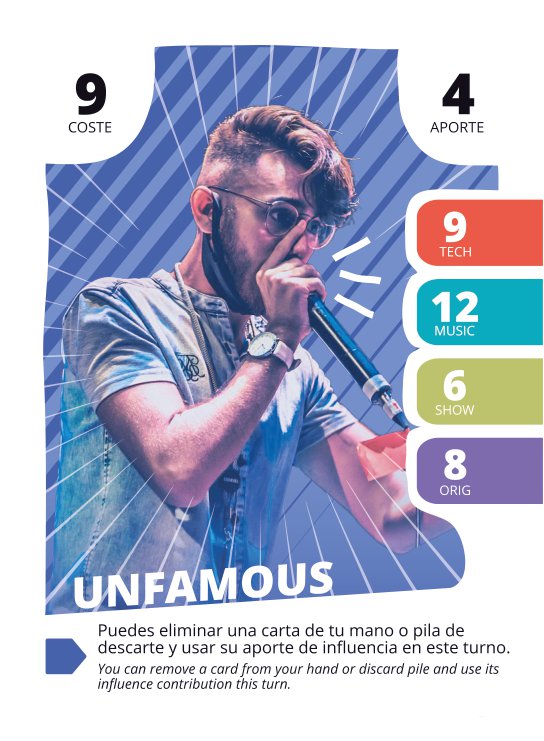 9
COSTE
4
APORTE
9
TECH
12
MUSIC
6
SHOW
8
ORIG
UNFAMOUS
Puedes eliminar una carta de tu mano o pila de
descarte y usar su aporte de influencia en este turno.
You can remove a card from your hand or discard pile and use its
influence contribution this turn.